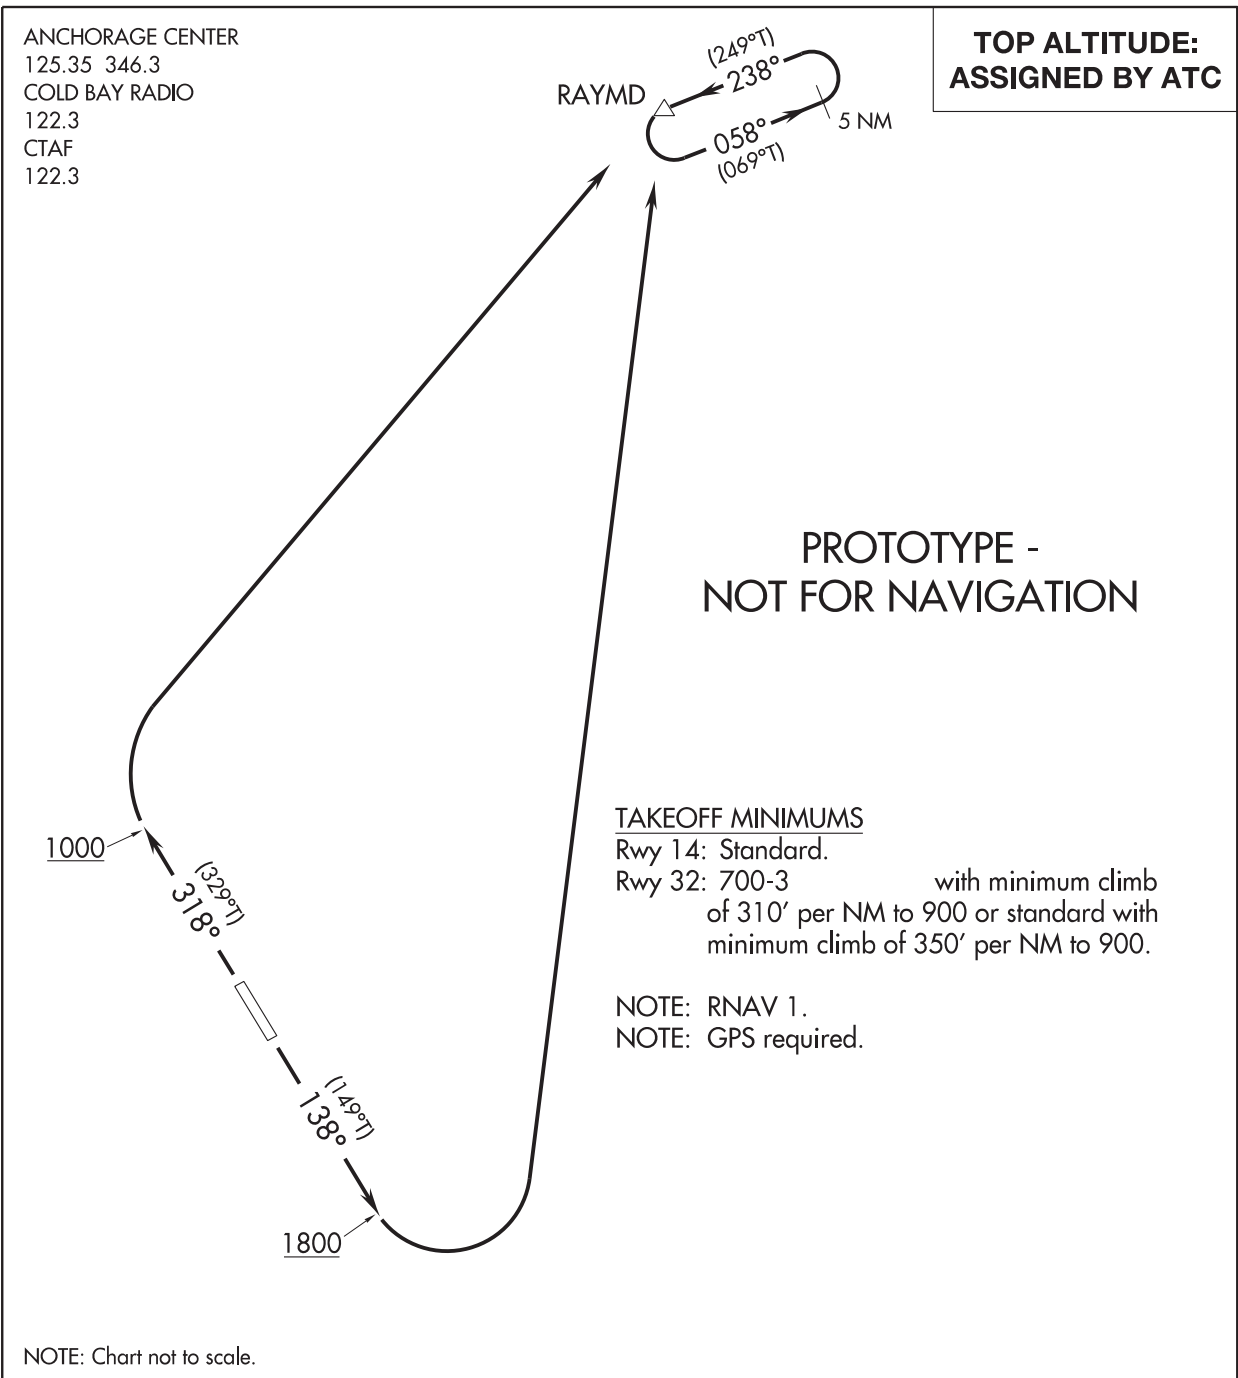 ANCHORAGE CENTER
125.35 346.3
COLD BAY RADIO
122.3
CTAF
122.3
TOP ALTITUDE:
ASSIGNED BY ATC
RAYMD
(249°T)
238°
058°
(069°T)
5 NM
PROTOTYPE -
NOT FOR NAVIGATION
1000
(329°T)
318°
TAKEOFF MINIMUMS
Rwy 14: Standard.
Rwy 32: 700-3 with minimum climb
of 310' per NM to 900 or standard with
minimum climb of 350' per NM to 900.
NOTE: RNAV 1.
NOTE: GPS required.
(149°T)
138°
1800
NOTE: Chart not to scale.